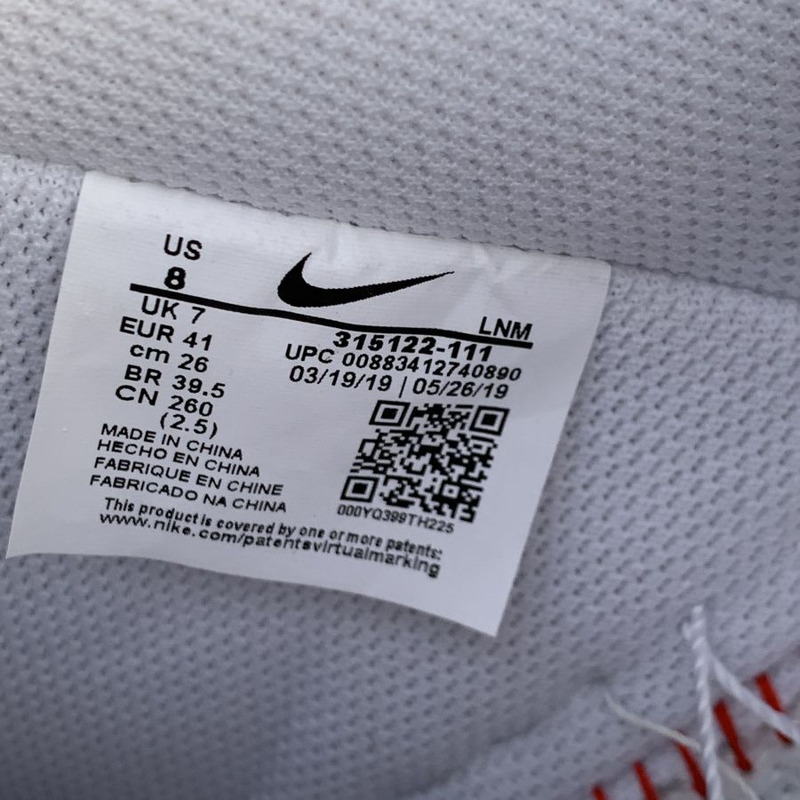 US
8
UK 7
EUR 41
cm 26
BR 39.5
CN 260
(2.5)
LNM
315122-111
UPC 00883412740890
03/19/19 | 05/26/19
000YQ399TH225
MADE IN CHINA
HECHO EN CHINA
FABRIQUE EN CHINE
FABRICADO NA CHINA
This product is covered by one or more patents:
www.nike.com/patentsvirtualmarking